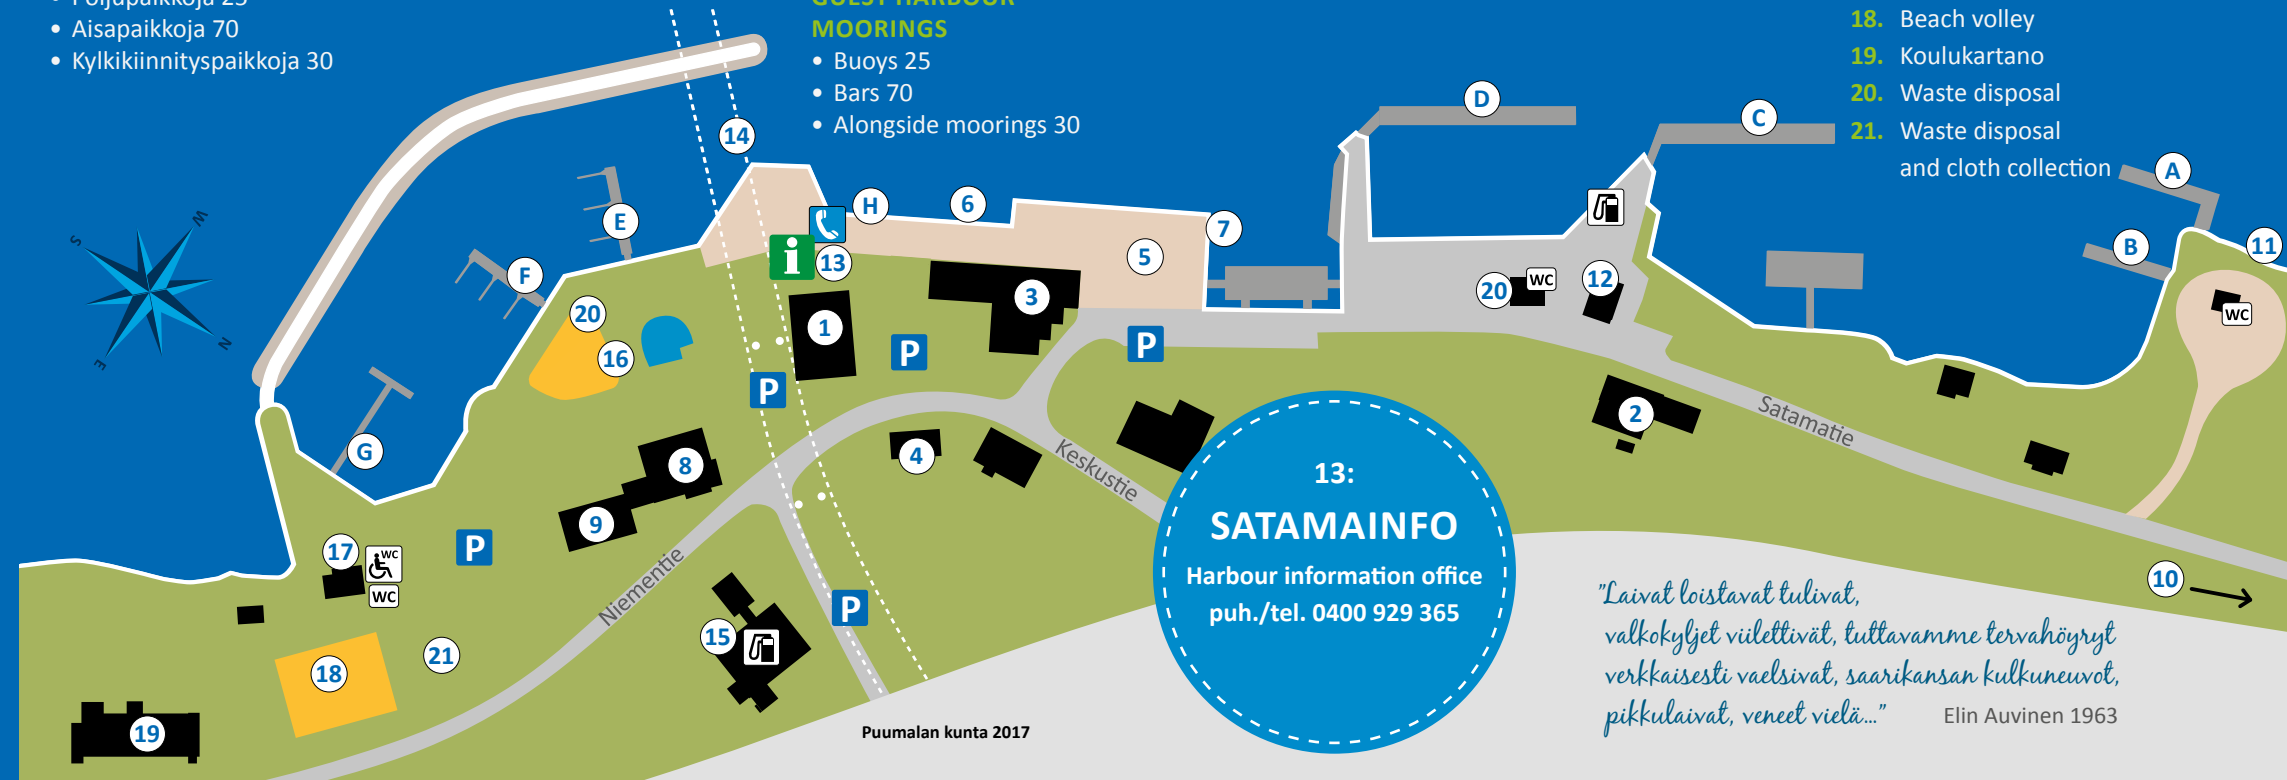 • Poijupaikkoja 25
• Aisapaikkoja 70
• Kylkikiinnityspaikkoja 30
GUEST HARBOUR
MOORINGS
• Buoys 25
• Bars 70
• Alongside moorings 30
18. Beach volley
19. Koulukartano
20. Waste disposal
21. Waste disposal
and cloth collection
D
C
A
14
E
H
6
7
B
11
F
i
13
5
S
W
N
E
20
WC
12
WC
3
20
16
1
P
P
P
2
Satamatie
G
8
4
Keskustie
9
17
WC
WC
P
Niementie
P
15
18
21
19
10
13:
SATAMAINFO
Harbour information office
puh./tel. 0400 929 365
"Laivat loistavat tulivat,
valkokyljet viilettivät, tuttavamme tervahöyryt
verkkaisesti vaelsivat, saarikansan kulkuneuvot,
pikkulaivat, veneet vielä..."
Elin Auvinen 1963
Puumalan kunta 2017